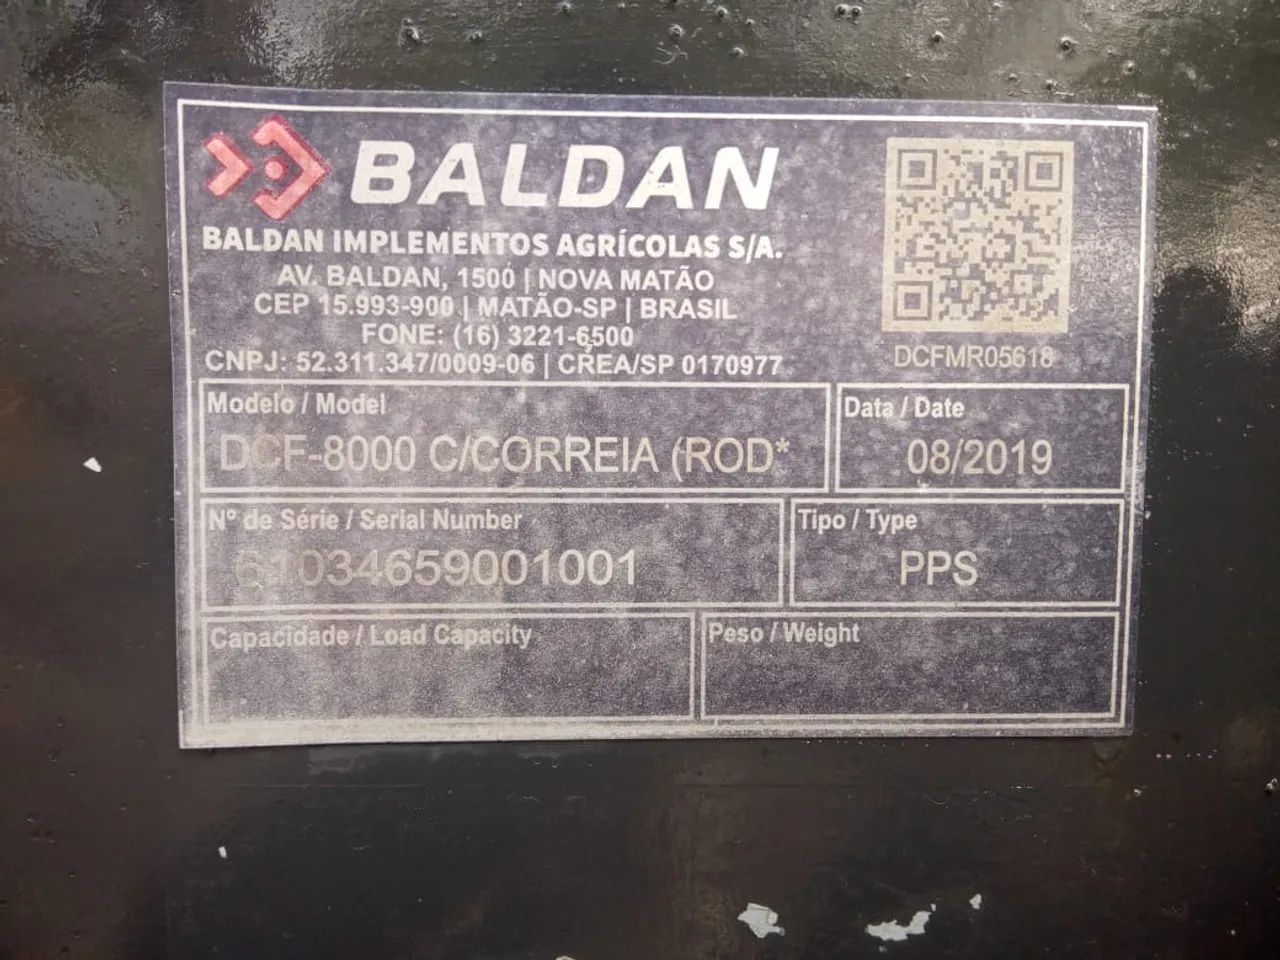 BALDAN
BALDAN IMPLEMENTOS AGRÍCOLAS S/A.
AV. BALDAN, 1500 | NOVA MATÃO
CEP 15.993-900 | MATÃO-SP | BRASIL
FONE: (16) 3221-6500
CNPJ: 52.311.347/0009-06 | CREA/SP 0170977
DCFMR05618
Modelo / Model
DCF-8000 C/CORREIA (ROD*
Data / Date
08/2019
Nº de Série / Serial Number
61034659001001
Tipo / Type
PPS
Capacidade / Load Capacity
Peso / Weight